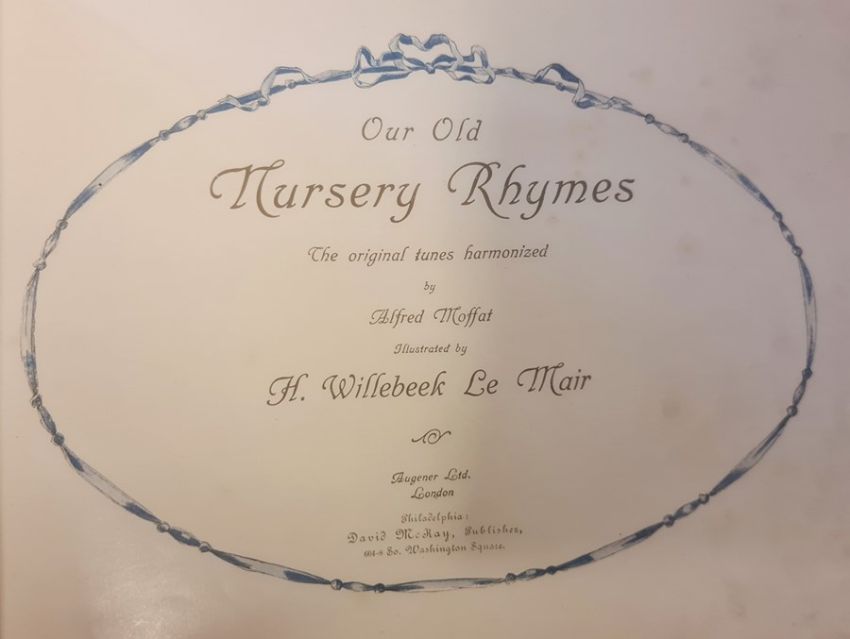 Our Old
Nursery Rhymes
The original tunes harmonized
by
Alfred Moffat
Illustrated by
H. Willebeek Le Mair
Augener Ltd.
London
Philadelphia:
David McKay, Publisher,
604-8 So. Washington Square.